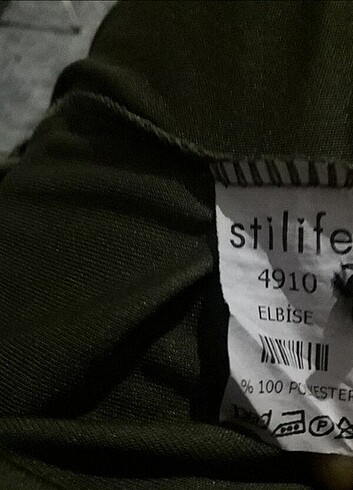 stilife
4910
ELBİSE
% 100 POLYESTER
P